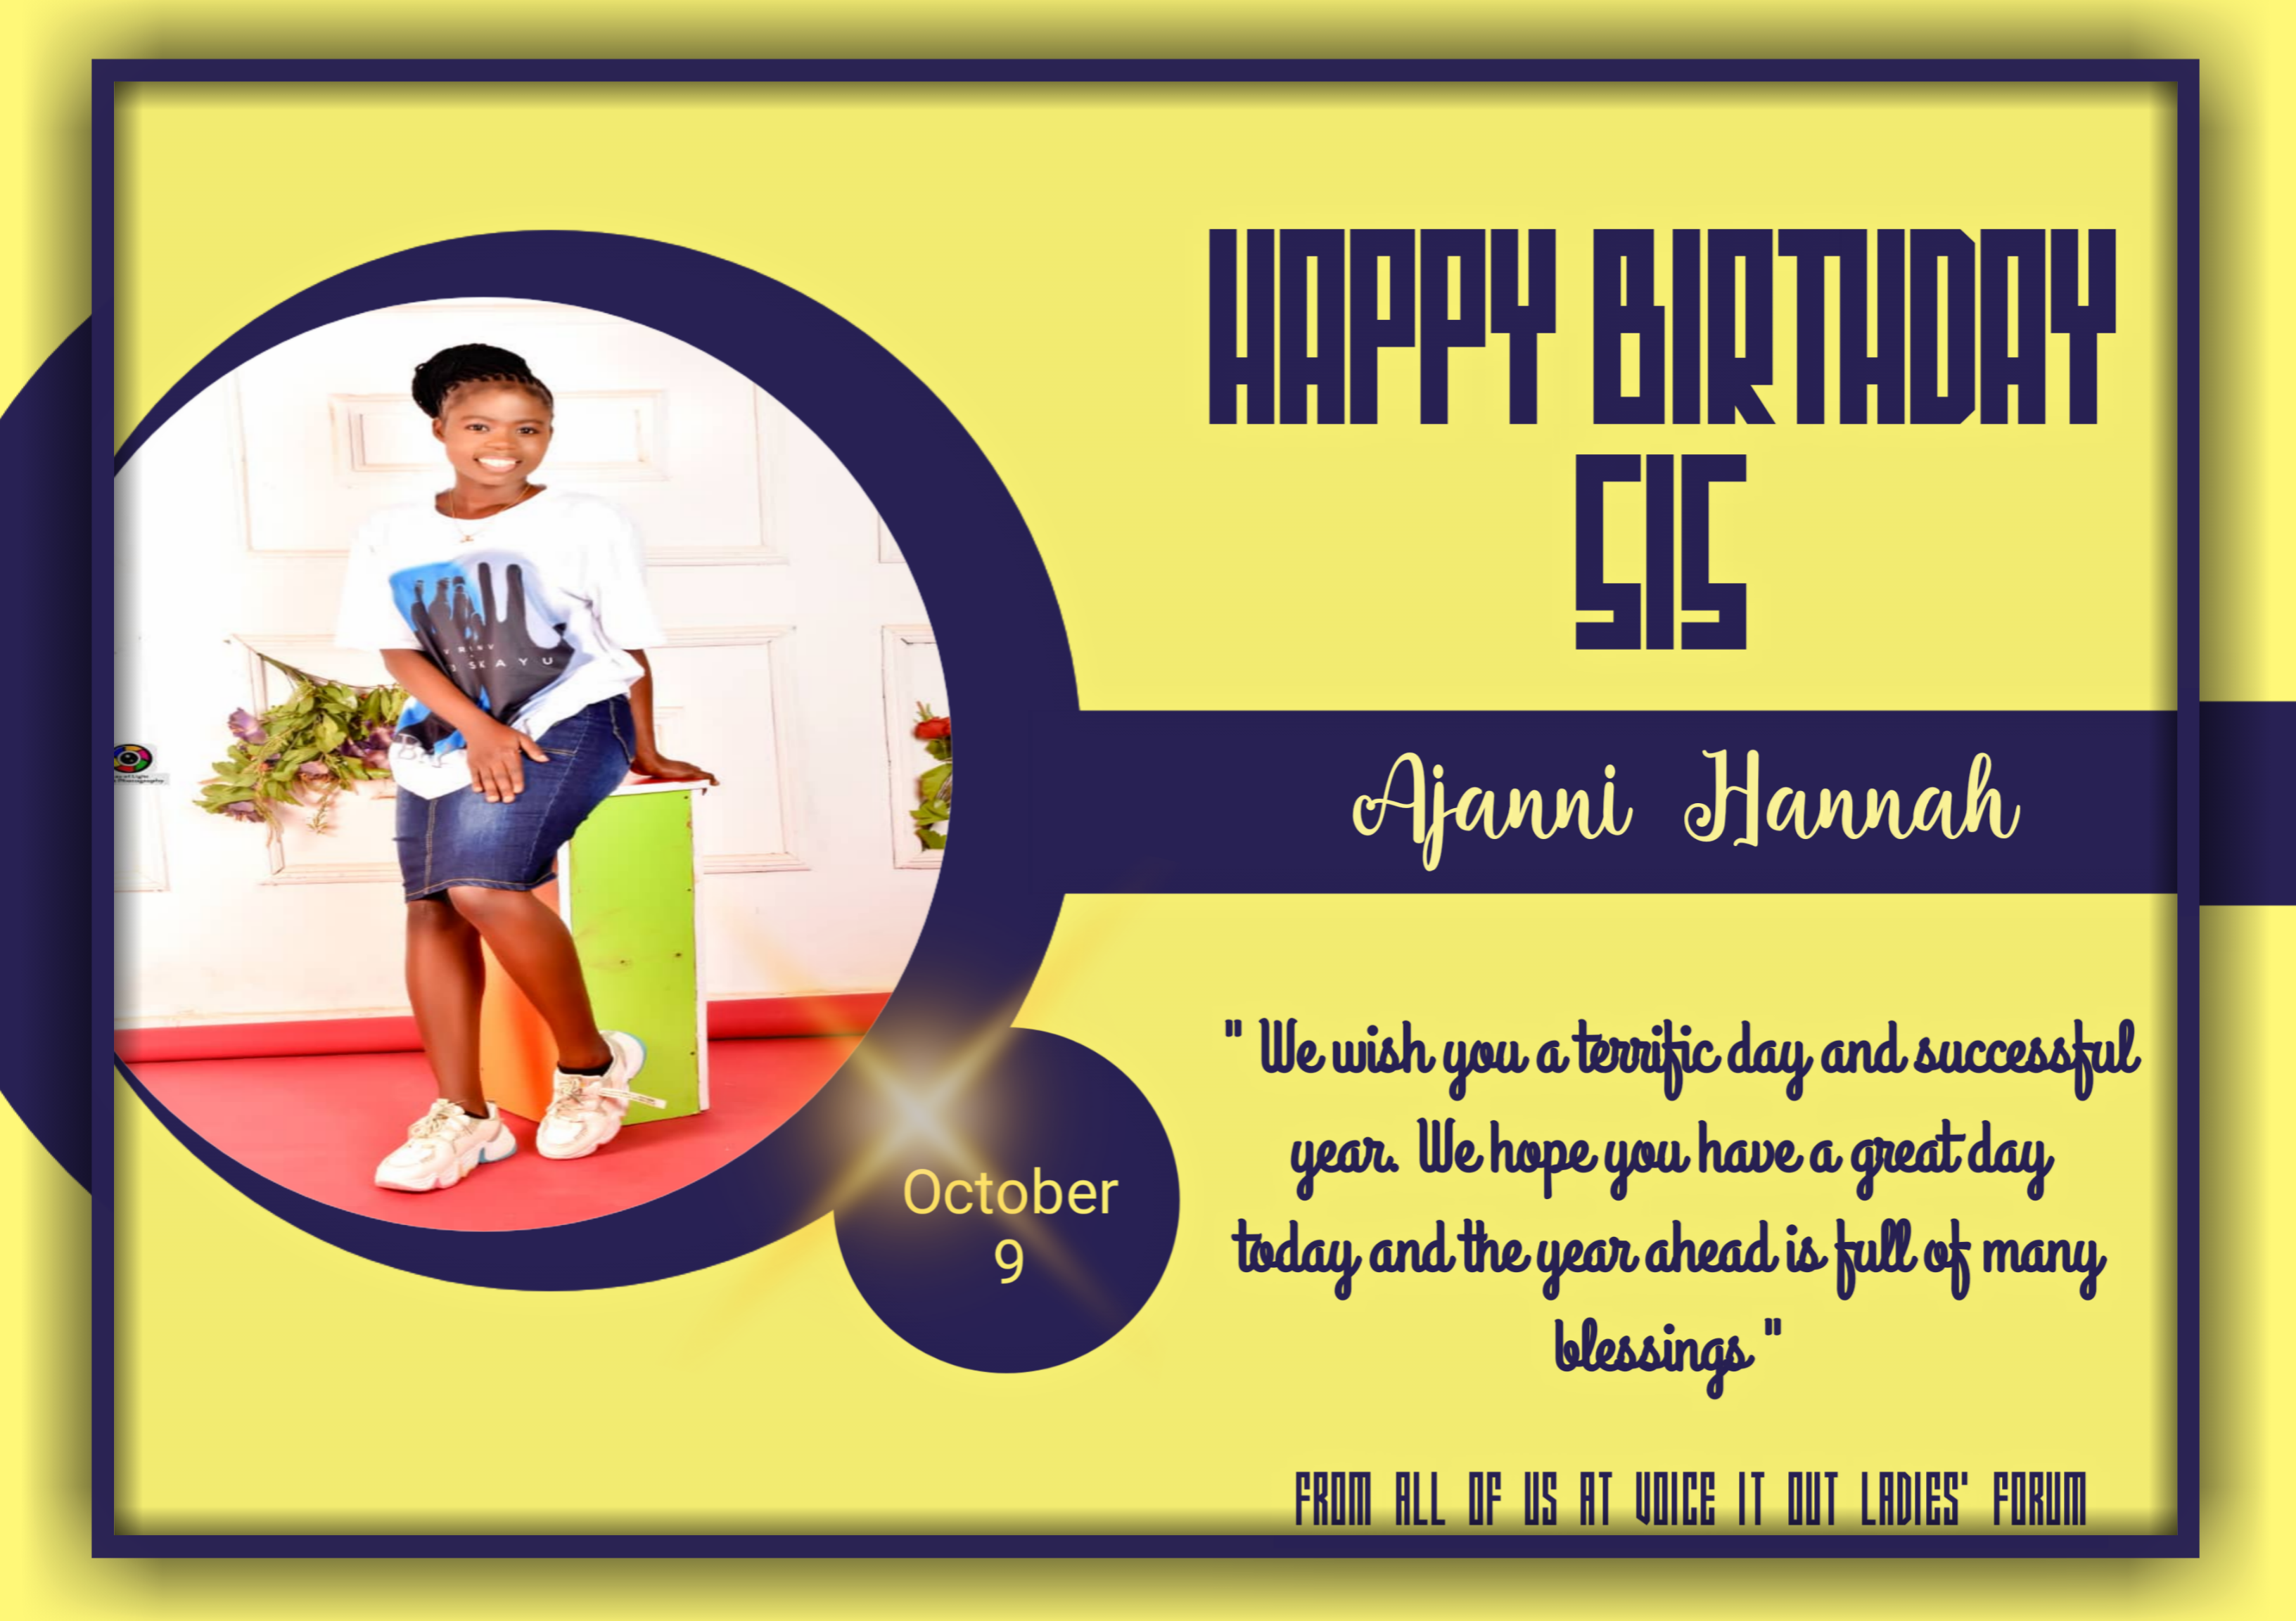 HAPPY BIRTHDAY
SIS
Ajanni Hannah
" We wish you a terrific day and successful
year. We hope you have a great day
today and the year ahead is full of many
blessings"
October
9
FROM ALL OF US AT VOICE IT OUT LADIES' FORUM
SKAYU